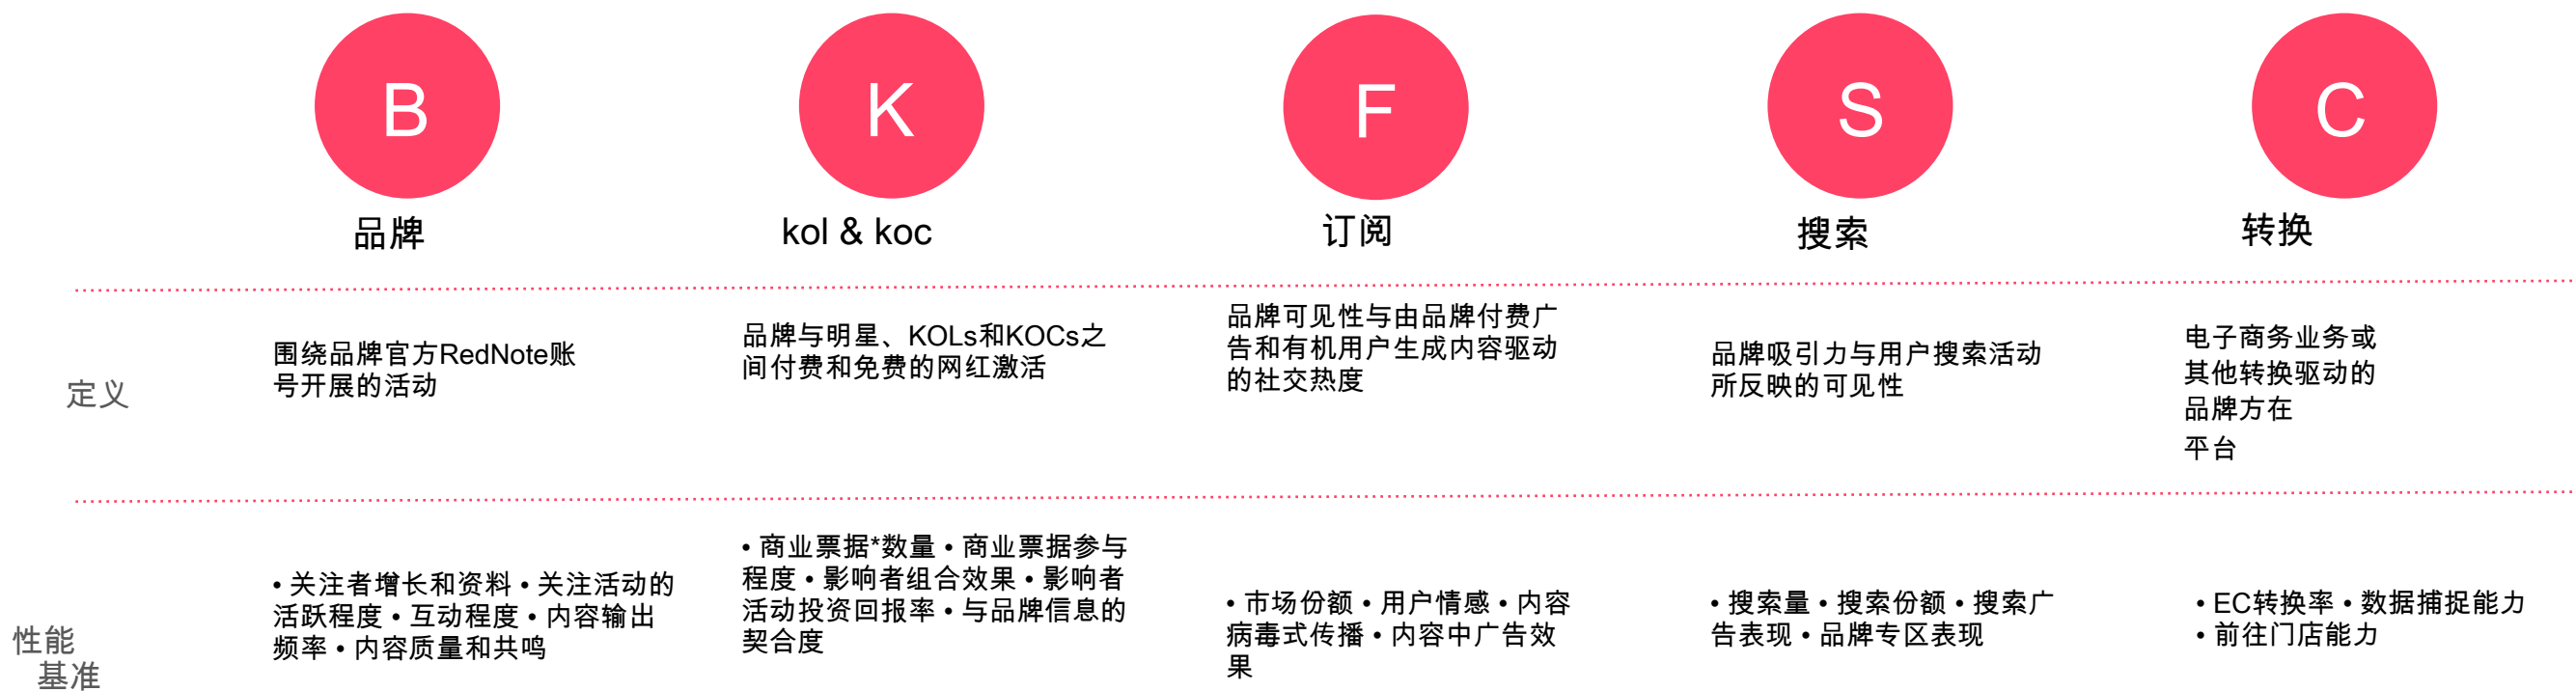 B
K
F
S
C
品牌
kol & koc
订阅
搜索
转换
定义
围绕品牌官方RedNote账
号开展的活动
品牌与明星、KOLs和KOCs之
间付费和免费的网红激活
品牌可见性与由品牌付费广
告和有机用户生成内容驱动
的社交热度
品牌吸引力与用户搜索活动
所反映的可见性
电子商务业务或
其他转换驱动的
品牌方在
平台
性能
基准
• 关注者增长和资料 • 关注活动的
活跃程度 • 互动程度 • 内容输出
频率 • 内容质量和共鸣
• 商业票据*数量 • 商业票据参与
程度 • 影响者组合效果 • 影响者
活动投资回报率 • 与品牌信息的
契合度
• 市场份额 • 用户情感 • 内容
病毒式传播 • 内容中广告效
果
• 搜索量 • 搜索份额 • 搜索广
告表现 • 品牌专区表现
• EC转换率 • 数据捕捉能力
• 前往门店能力